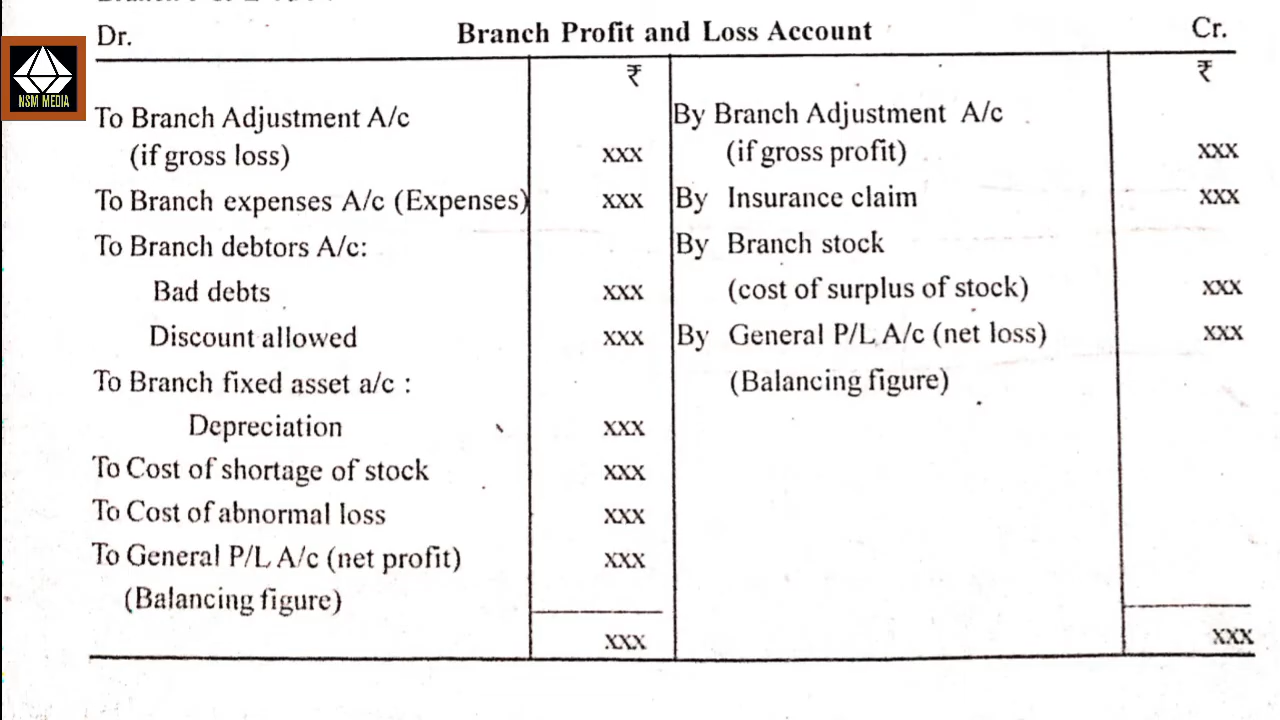 Dr. Branch Profit and Loss Account Cr.
NSM MEDIA
₹ ₹
To Branch Adjustment A/c
(if gross loss) xxx
To Branch expenses A/c (Expenses) xxx
To Branch debtors A/c:
Bad debts xxx
Discount allowed xxx
To Branch fixed asset a/c :
Depreciation xxx
To Cost of shortage of stock xxx
To Cost of abnormal loss xxx
To General P/L A/c (net profit) xxx
(Balancing figure)
xxx
By Branch Adjustment A/c
(if gross profit) xxx
By Insurance claim xxx
By Branch stock
(cost of surplus of stock) xxx
By General P/L A/c (net loss) xxx
(Balancing figure)
xxx